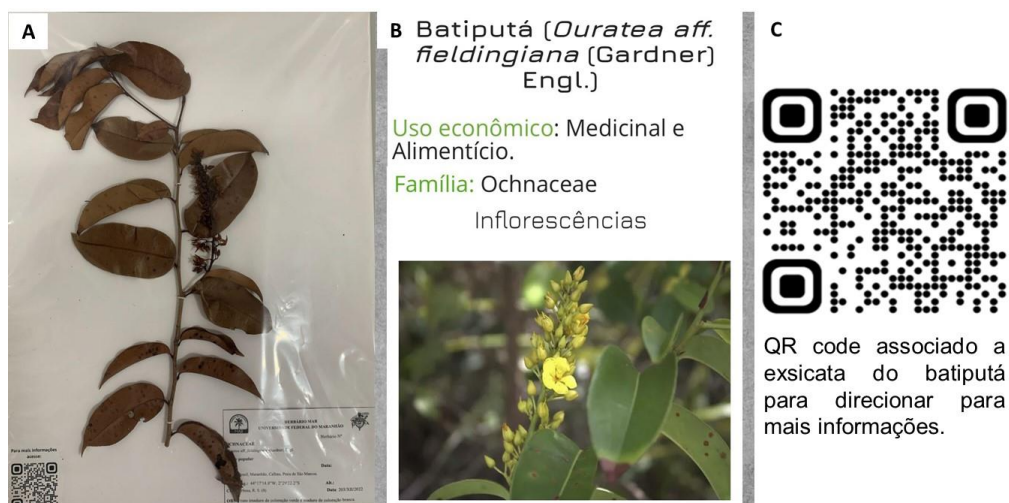 A
B Batiputá (Ouratea aff.
fieldingiana (Gardner)
Engl.)
Uso econômico: Medicinal e
Alimentício.
Família: Ochnaceae
Inflorescências
C
QR code associado a
exsicata do batiputá
para direcionar para
mais informações.
Para mais informações
acesse:
HERBÁRIO MAR
UNIVERSIDADE FEDERAL DO MARANHÃO